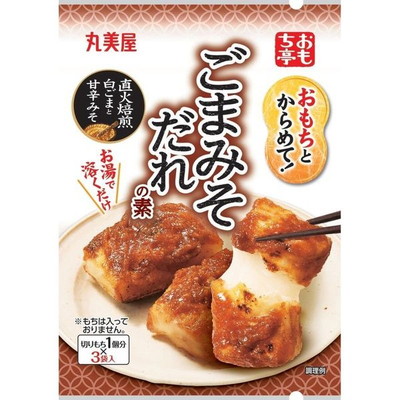 丸美屋
おもち亭
直火焙煎
白ごまと
甘辛みそ
おもちと
からめて!
ごまみそ
だれの素
お湯で
溶くだけ
※もちは入って
おりません。
切りもち1個分
×
3袋入
調理例